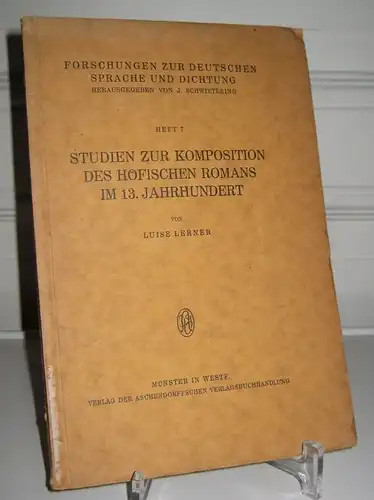 FORSCHUNGEN ZUR DEUTSCHEN
SPRACHE UND DICHTUNG
HERAUSGEGEBEN VON J. SCHWIETERING
HEFT 7
STUDIEN ZUR KOMPOSITION
DES HÖFISCHEN ROMANS
IM 13. JAHRHUNDERT
VON
LUISE LERNER
MÜNSTER IN WESTF.
VERLAG DER ASCHENDORFFSCHEN VERLAGSBUCHHANDLUNG